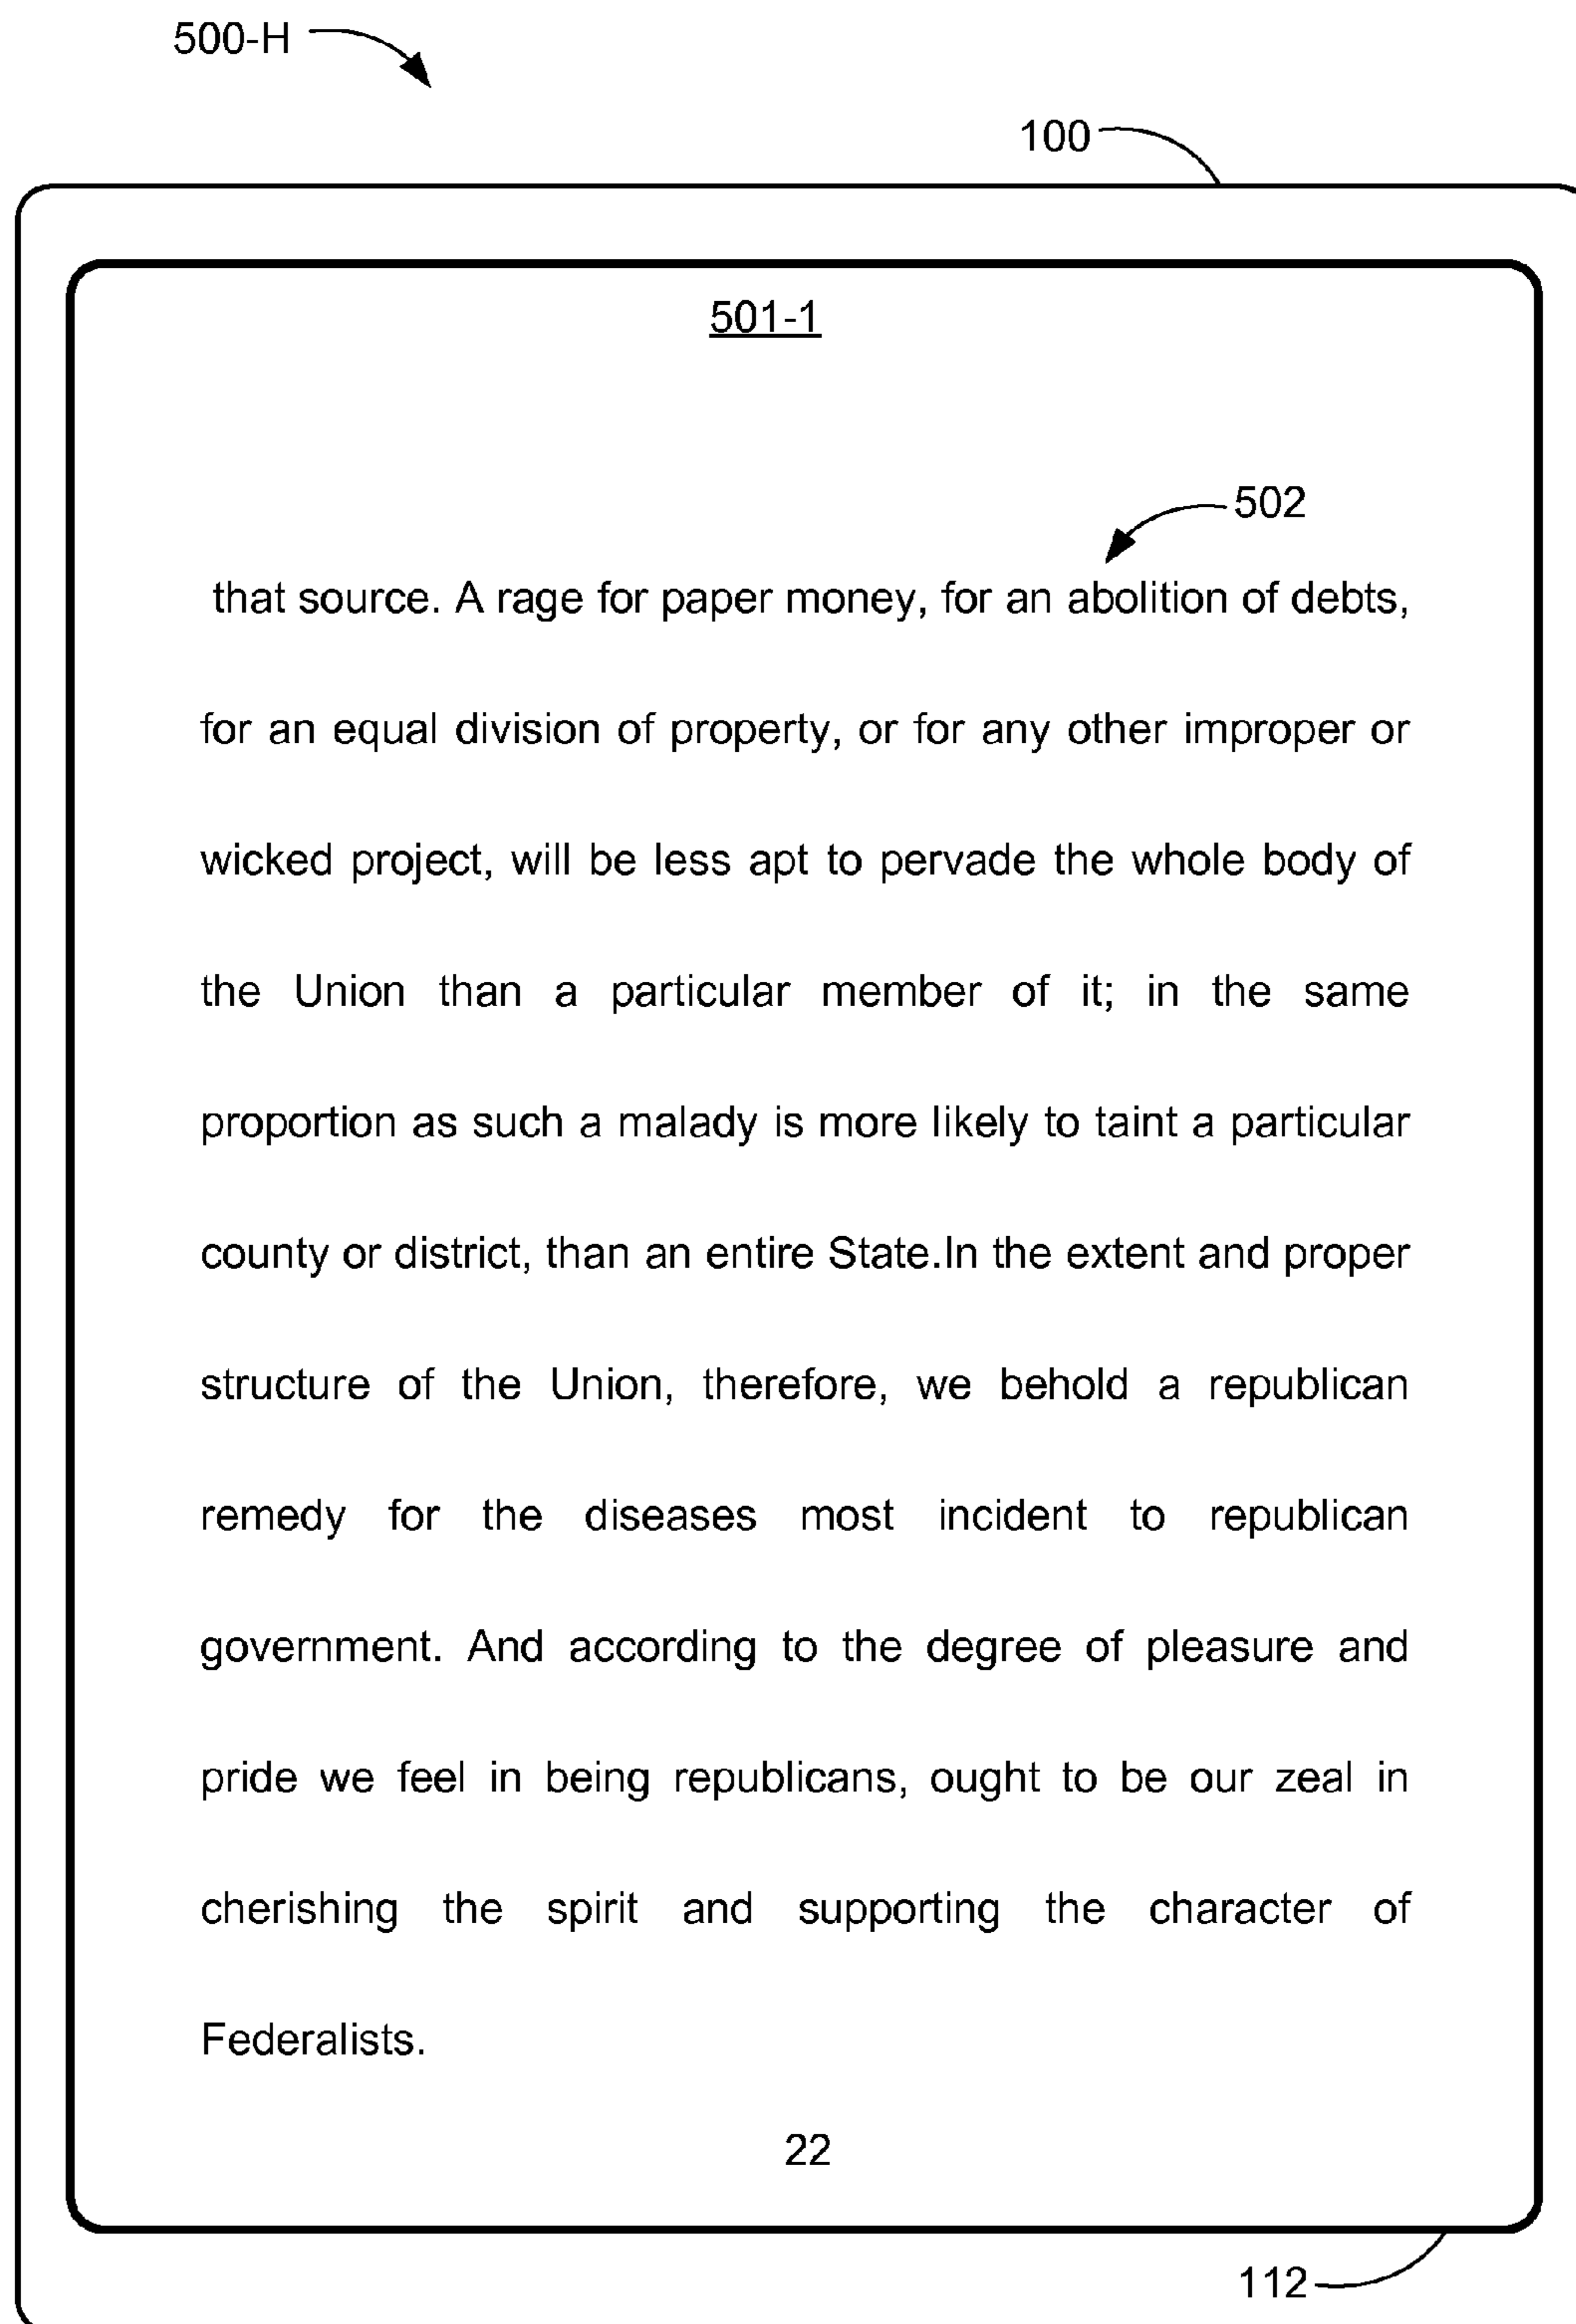 500-H
100
501-1
502
that source. A rage for paper money, for an abolition of debts,
for an equal division of property, or for any other improper or
wicked project, will be less apt to pervade the whole body of
the Union than a particular member of it; in the same
proportion as such a malady is more likely to taint a particular
county or district, than an entire State.In the extent and proper
structure of the Union, therefore, we behold a republican
remedy for the diseases most incident to republican
government. And according to the degree of pleasure and
pride we feel in being republicans, ought to be our zeal in
cherishing the spirit and supporting the character of
Federalists.
22
112